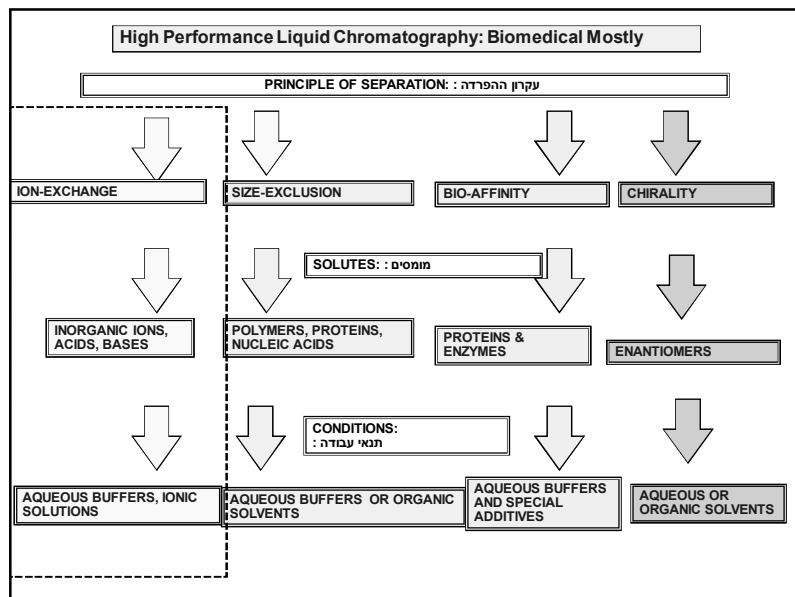 High Performance Liquid Chromatography: Biomedical Mostly
PRINCIPLE OF SEPARATION: : עקרון ההפרדה
ION-EXCHANGE
SIZE-EXCLUSION
BIO-AFFINITY
CHIRALITY
SOLUTES: : מומסים
INORGANIC IONS,
ACIDS, BASES
POLYMERS, PROTEINS,
NUCLEIC ACIDS
PROTEINS &
ENZYMES
ENANTIOMERS
CONDITIONS:
תנאי עבודה :
AQUEOUS BUFFERS, IONIC
SOLUTIONS
AQUEOUS BUFFERS OR ORGANIC
SOLVENTS
AQUEOUS BUFFERS
AND SPECIAL
ADDITIVES
AQUEOUS OR
ORGANIC SOLVENTS